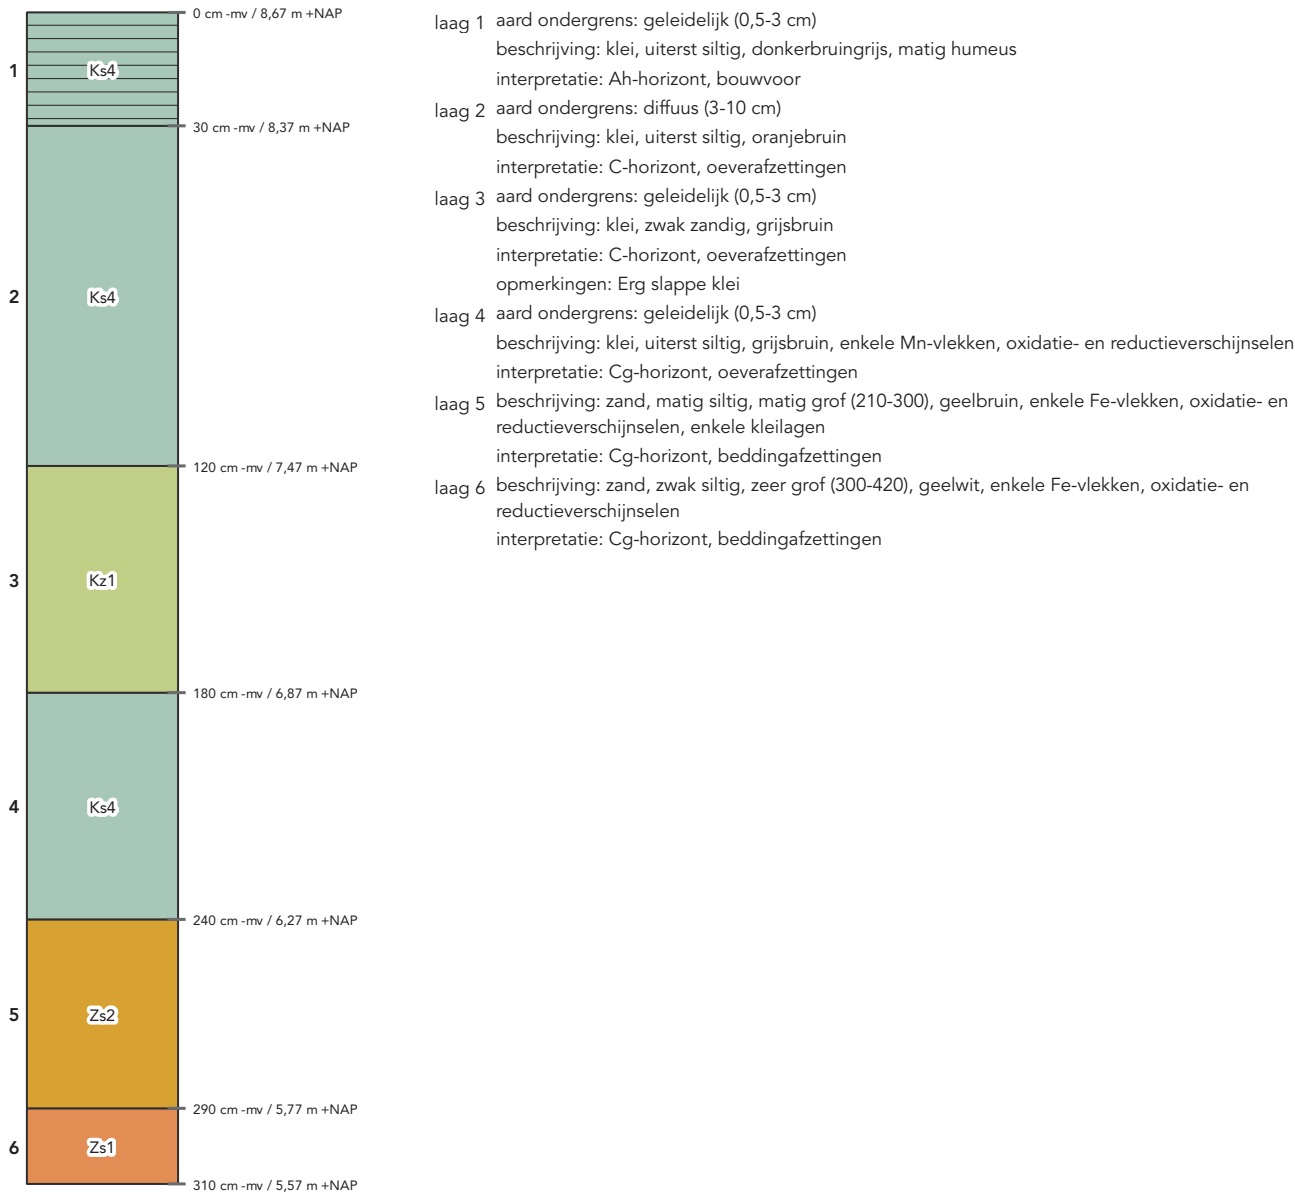 0 cm -mv / 8,67 m +NAP
1
Ks4
30 cm -mv / 8,37 m +NAP
2
Ks4
120 cm -mv / 7,47 m +NAP
3
Kz1
180 cm -mv / 6,87 m +NAP
4
Ks4
240 cm -mv / 6,27 m +NAP
5
Zs2
290 cm -mv / 5,77 m +NAP
6
Zs1
310 cm -mv / 5,57 m +NAP
laag 1 aard ondergrens: geleidelijk (0,5-3 cm)
beschrijving: klei, uiterst siltig, donkerbruingrijs, matig humeus
interpretatie: Ah-horizont, bouwvoor
laag 2 aard ondergrens: diffuus (3-10 cm)
beschrijving: klei, uiterst siltig, oranjebruin
interpretatie: C-horizont, oeverafzettingen
laag 3 aard ondergrens: geleidelijk (0,5-3 cm)
beschrijving: klei, zwak zandig, grijsbruin
interpretatie: C-horizont, oeverafzettingen
opmerkingen: Erg slappe klei
laag 4 aard ondergrens: geleidelijk (0,5-3 cm)
beschrijving: klei, uiterst siltig, grijsbruin, enkele Mn-vlekken, oxidatie- en reductieverschijnselen
interpretatie: Cg-horizont, oeverafzettingen
laag 5 beschrijving: zand, matig siltig, matig grof (210-300), geelbruin, enkele Fe-vlekken, oxidatie- en
reductieverschijnselen, enkele kleilagen
interpretatie: Cg-horizont, beddingafzettingen
laag 6 beschrijving: zand, zwak siltig, zeer grof (300-420), geelwit, enkele Fe-vlekken, oxidatie- en
reductieverschijnselen
interpretatie: Cg-horizont, beddingafzettingen